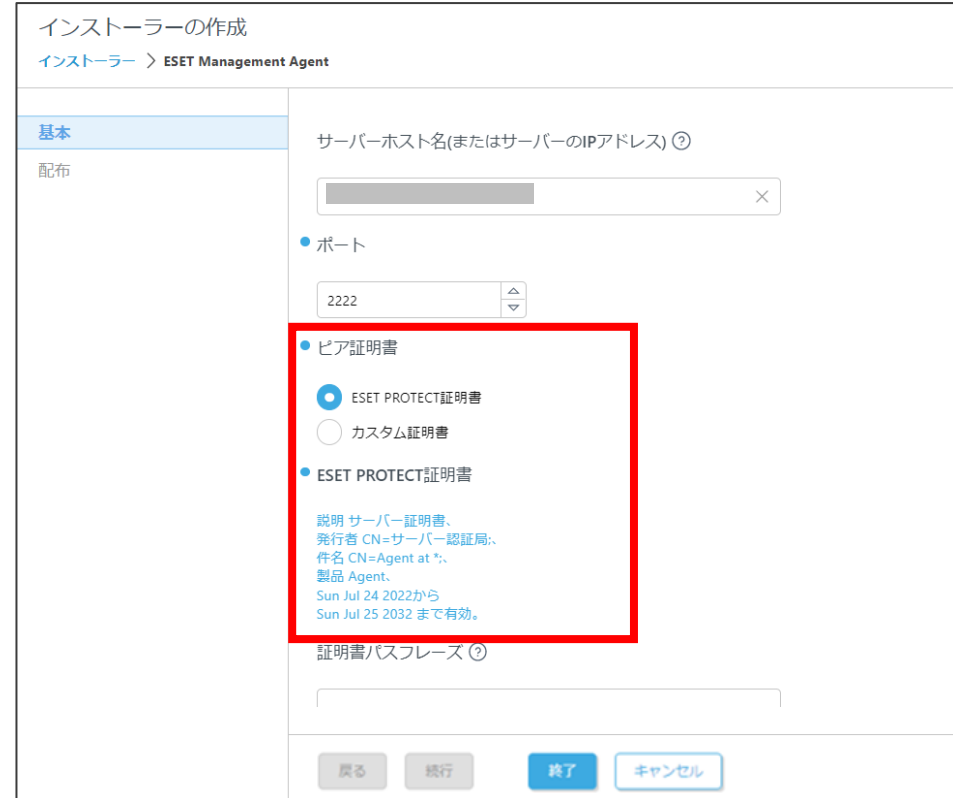 インストーラーの作成
インストーラー > ESET Management Agent
基本
配布
サーバーホスト名(またはサーバーのIPアドレス) ?
ポート
2222
ピア証明書
ESET PROTECT証明書
カスタム証明書
ESET PROTECT証明書
説明 サーバー証明書、
発行者 CN=サーバー認証局;、
件名 CN=Agent at *;、
製品 Agent、
Sun Jul 24 2022から
Sun Jul 25 2032 まで有効。
証明書パスフレーズ ?
戻る
続行
終了
キャンセル